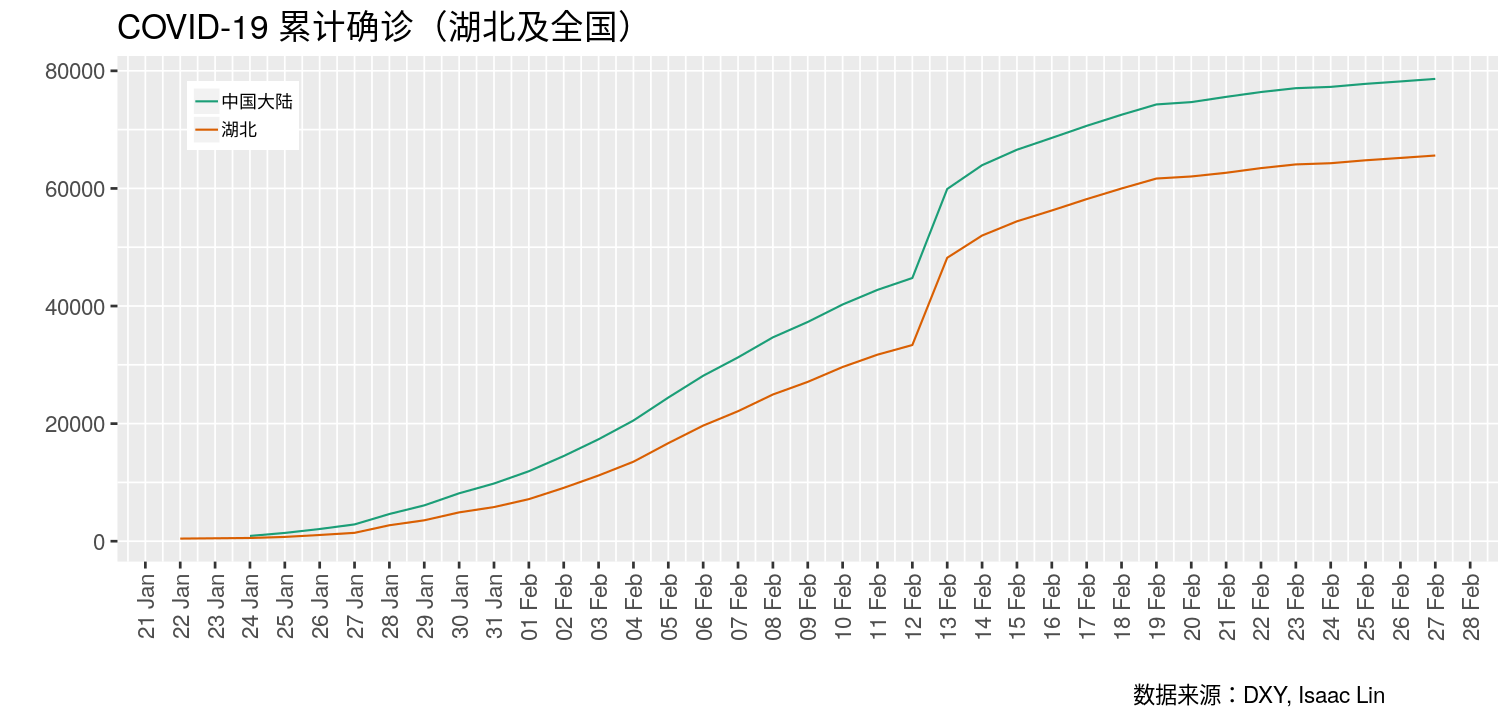 COVID-19 累计确诊（湖北及全国）
80000
60000
40000
20000
0
中国大陆
湖北
21 Jan
22 Jan
23 Jan
24 Jan
25 Jan
26 Jan
27 Jan
28 Jan
29 Jan
30 Jan
31 Jan
01 Feb
02 Feb
03 Feb
04 Feb
05 Feb
06 Feb
07 Feb
08 Feb
09 Feb
10 Feb
11 Feb
12 Feb
13 Feb
14 Feb
15 Feb
16 Feb
17 Feb
18 Feb
19 Feb
20 Feb
21 Feb
22 Feb
23 Feb
24 Feb
25 Feb
26 Feb
27 Feb
28 Feb
数据来源：DXY, Isaac Lin